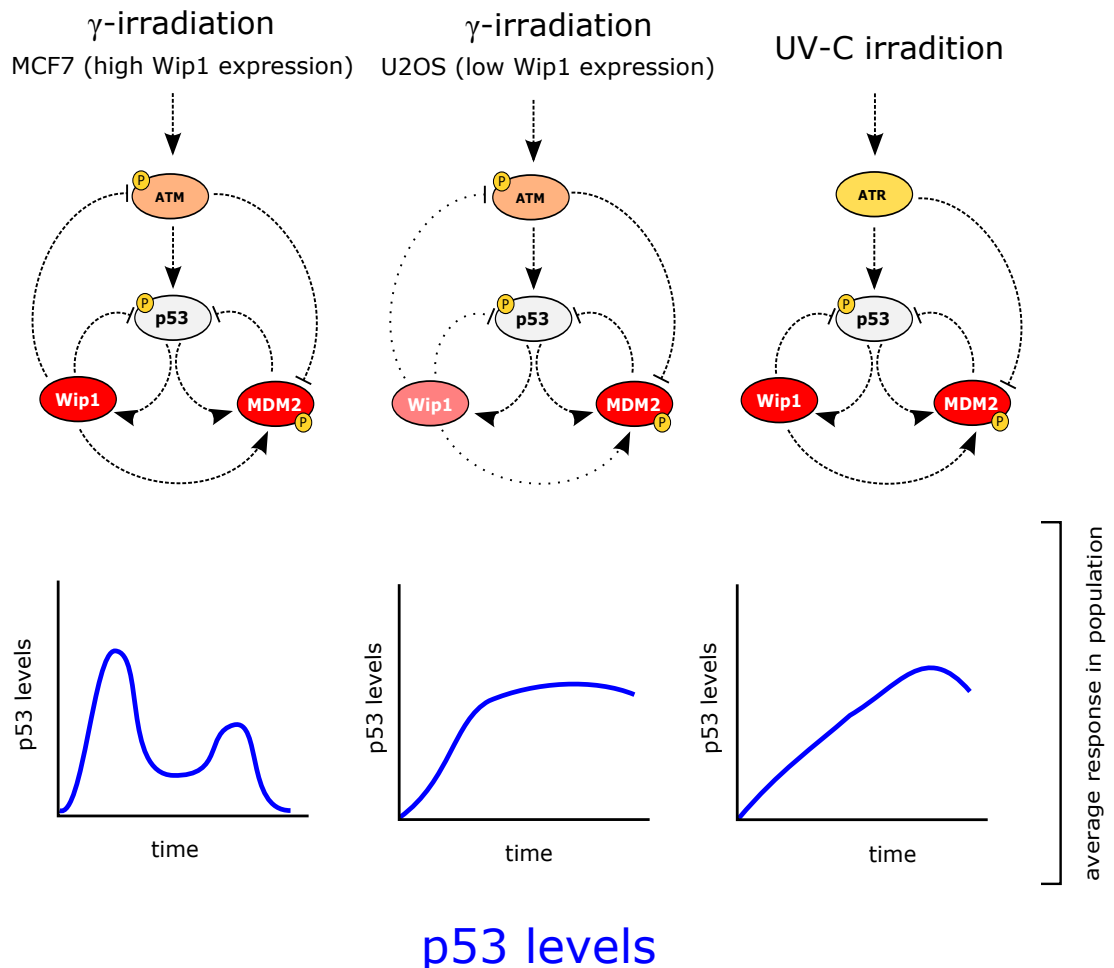 γ-irradiation
MCF7 (high Wip1 expression)
P
ATM
P
p53
Wip1
MDM2
P
γ-irradiation
U2OS (low Wip1 expression)
P
ATM
P
p53
Wip1
MDM2
P
UV-C irradition
ATR
P
p53
Wip1
MDM2
P
p53 levels
time
p53 levels
time
p53 levels
time
average response in population
p53 levels